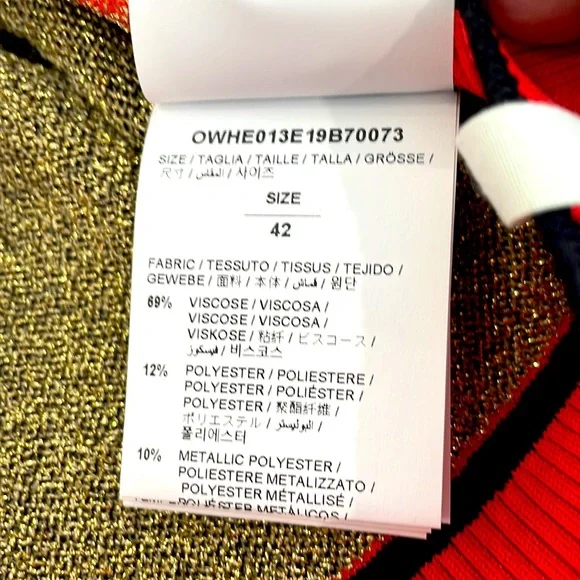 OWHE013E19B70073
SIZE / TAGLIA / TAILLE / TALLA / GRÖSSE /
尺寸 / المقاس / 사이즈
SIZE
42
FABRIC / TESSUTO / TISSUS / TEJIDO /
GEWEBE / 面料 / 本体 / قماش / 원단
69% VISCOSE / VISCOSA /
VISCOSE / VISCOSA /
VISKOSE / 粘纤 / ビスコース /
فيسكوز / 비스코스
12% POLYESTER / POLIESTERE /
POLYESTER / POLIÉSTER /
POLYESTER / 聚酯纤维 /
ポリエステル / البوليستر /
폴리에스터
10% METALLIC POLYESTER /
POLIESTERE METALIZZATO /
POLYESTER MÉTALLISÉ /
POLIÉSTER METÁLICOS /